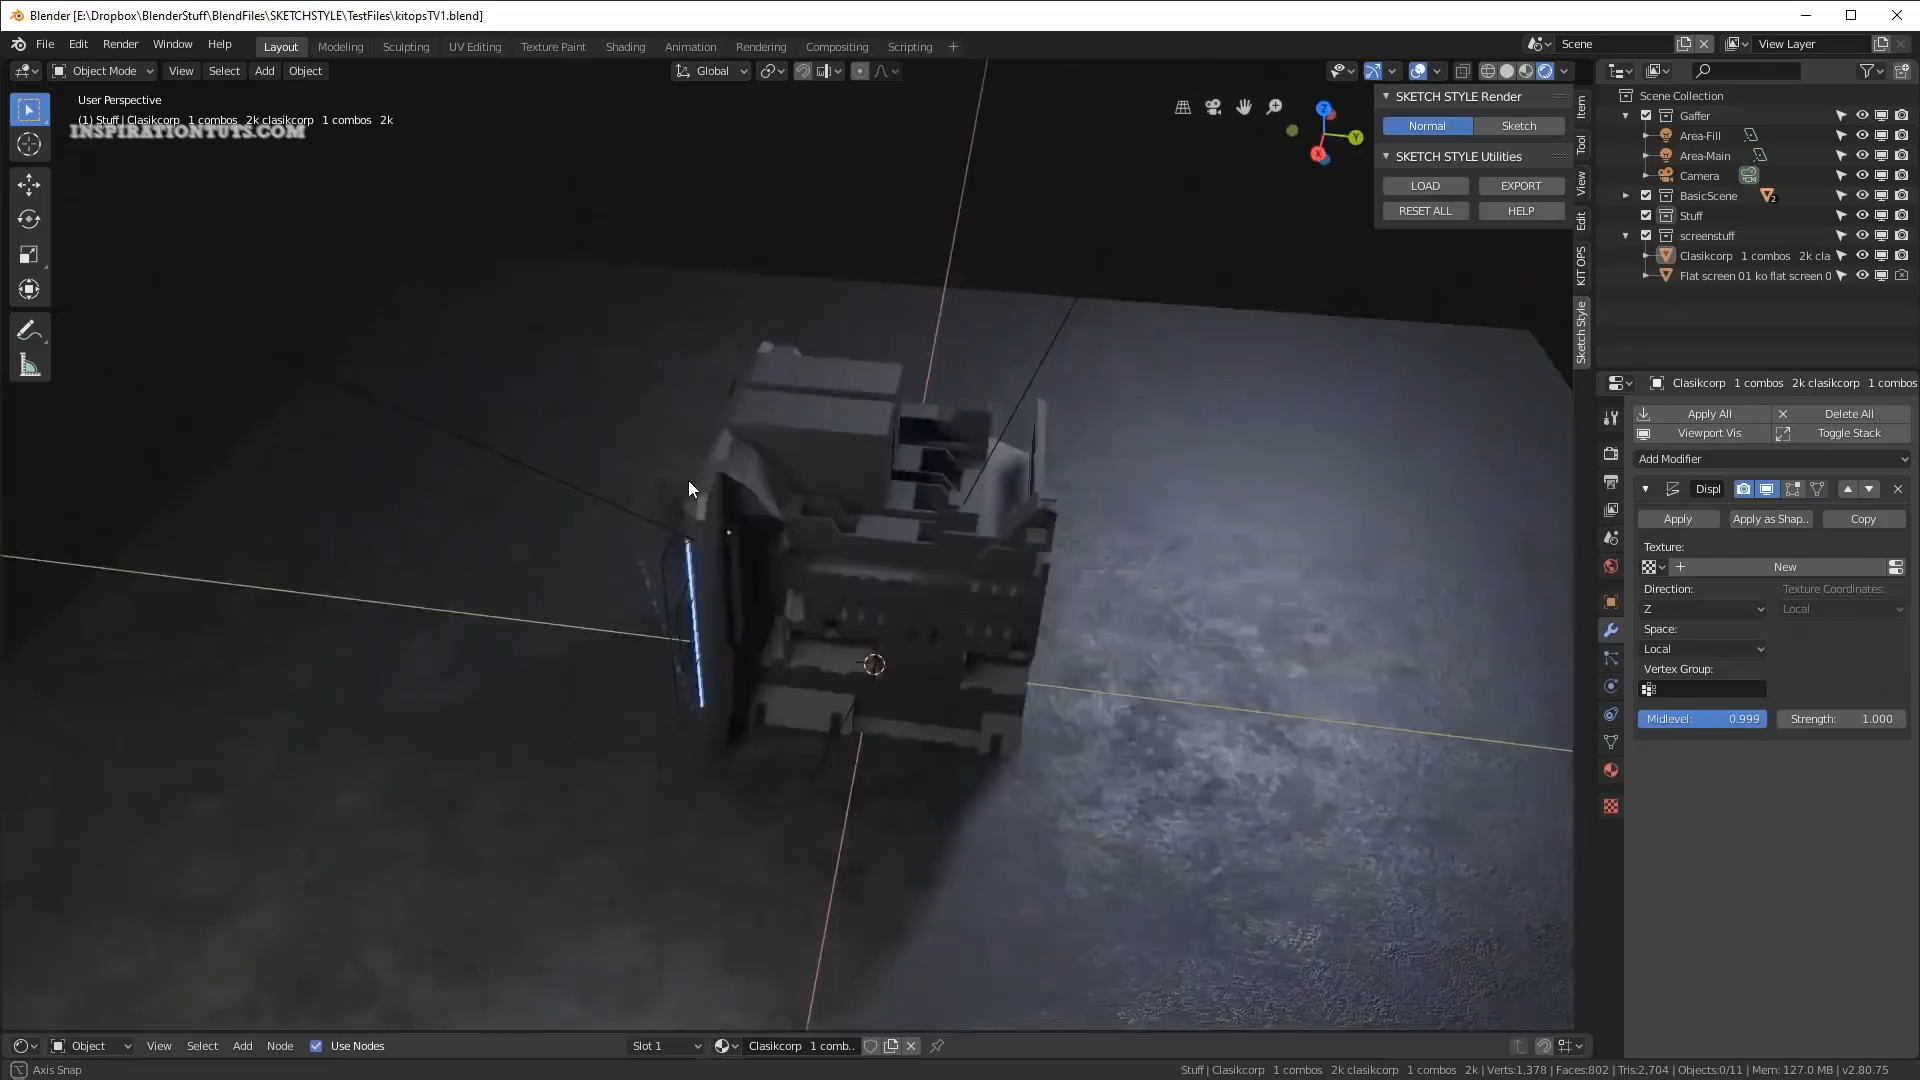 Blender [E:\Dropbox\BlenderStuff\BlendFiles\SKETCHSTYLE\TestFiles\kitopsTV1.blend]
File Edit Render Window Help Layout Modeling Sculpting UV Editing Texture Paint Shading Animation Rendering Compositing Scripting + Scene View Layer
Object Mode View Select Add Object Global
User Perspective
(1) Stuff | Clasikcorp 1 combos 2k clasikcorp 1 combos 2k
INSPIRATIONTUTS.COM
Z
Y
X
SKETCH STYLE Render
Normal Sketch
SKETCH STYLE Utilities
LOAD EXPORT
RESET ALL HELP
Item
Tool
View
Edit
KIT OPS
Sketch Style
Scene Collection
Gaffer
Area-Fill
Area-Main
Camera
BasicScene 2
Stuff
screenstuff
Clasikcorp 1 combos 2k cla
Flat screen 01 ko flat screen 0
Clasikcorp 1 combos 2k clasikcorp 1 combos
Apply All Delete All
Viewport Vis Toggle Stack
Add Modifier
Displ
Apply Apply as Shap.. Copy
Texture:
New
Direction: Texture Coordinates:
Z Local
Space:
Local
Vertex Group:
Midlevel: 0.999 Strength: 1.000
Object View Select Add Node Use Nodes Slot 1 Clasikcorp 1 comb..
Axis Snap
Stuff | Clasikcorp 1 combos 2k clasikcorp 1 combos 2k | Verts:1,378 | Faces:802 | Tris:2,704 | Objects:0/11 | Mem: 127.0 MB | v2.80.75